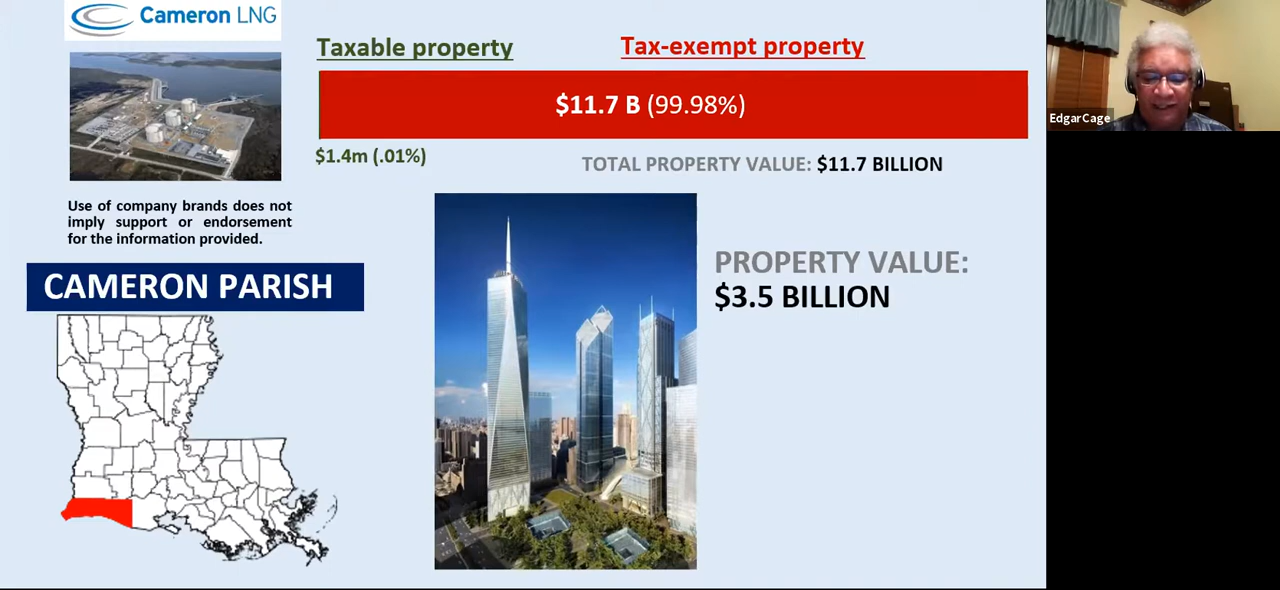 Cameron LNG
Taxable property
Tax-exempt property
$11.7 B (99.98%)
$1.4m (.01%)
TOTAL PROPERTY VALUE: $11.7 BILLION
Use of company brands does not
imply support or endorsement
for the information provided.
CAMERON PARISH
PROPERTY VALUE:
$3.5 BILLION
EdgarCage